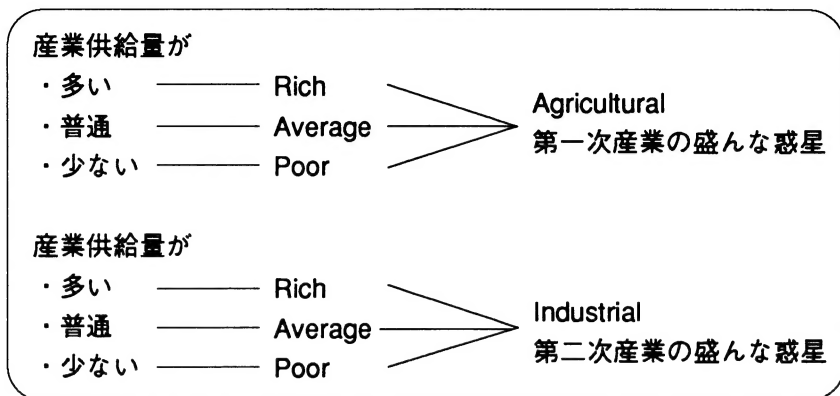 産業供給量が
・多い Rich
・普通 Average
・少ない Poor
Agricultural
第一次産業の盛んな惑星
産業供給量が
・多い Rich
・普通 Average
・少ない Poor
Industrial
第二次産業の盛んな惑星